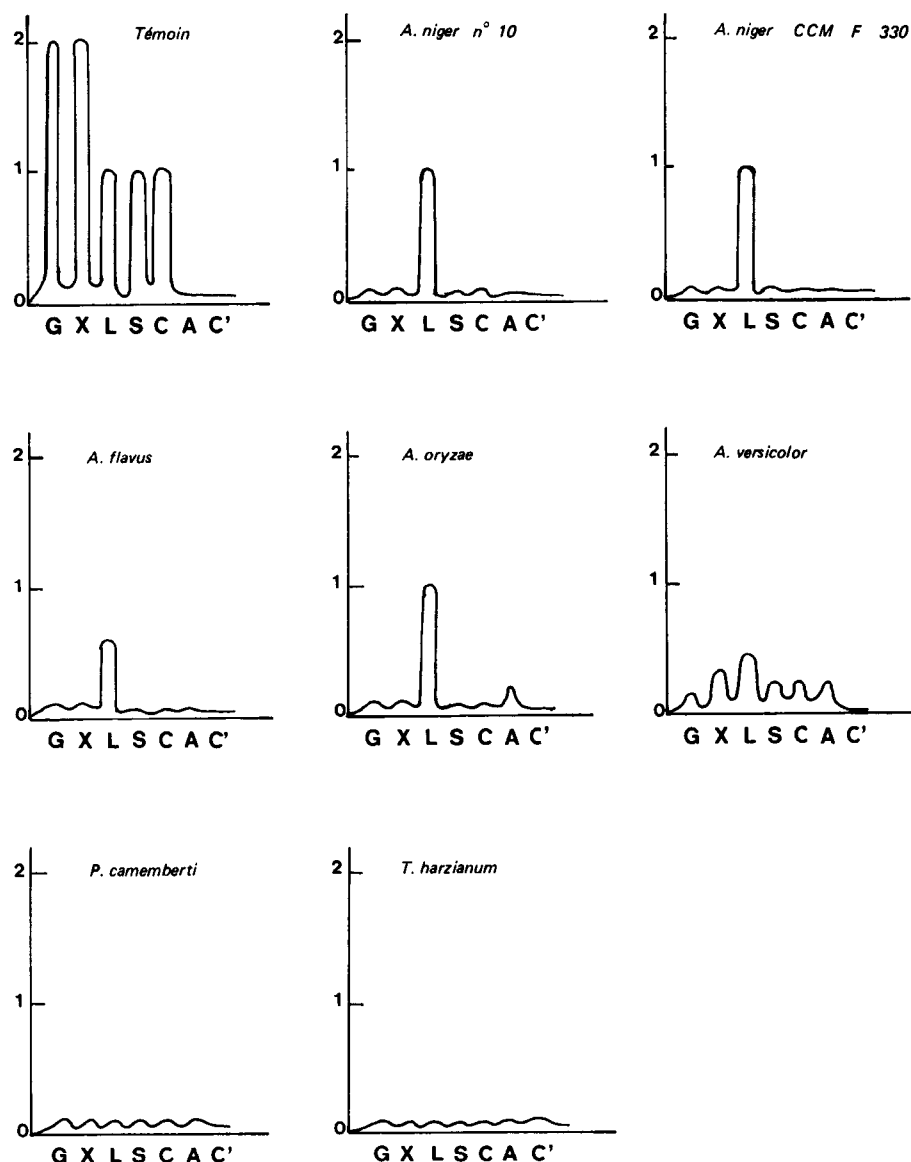 Témoin
2
1
0
G X L S C A C'
A. niger n° 10
2
1
0
G X L S C A C'
A. niger CCM F 330
2
1
0
G X L S C A C'
A. flavus
2
1
0
G X L S C A C'
A. oryzae
2
1
0
G X L S C A C'
A. versicolor
2
1
0
G X L S C A C'
P. camemberti
2
1
0
G X L S C A C'
T. harzianum
2
1
0
G X L S C A C'